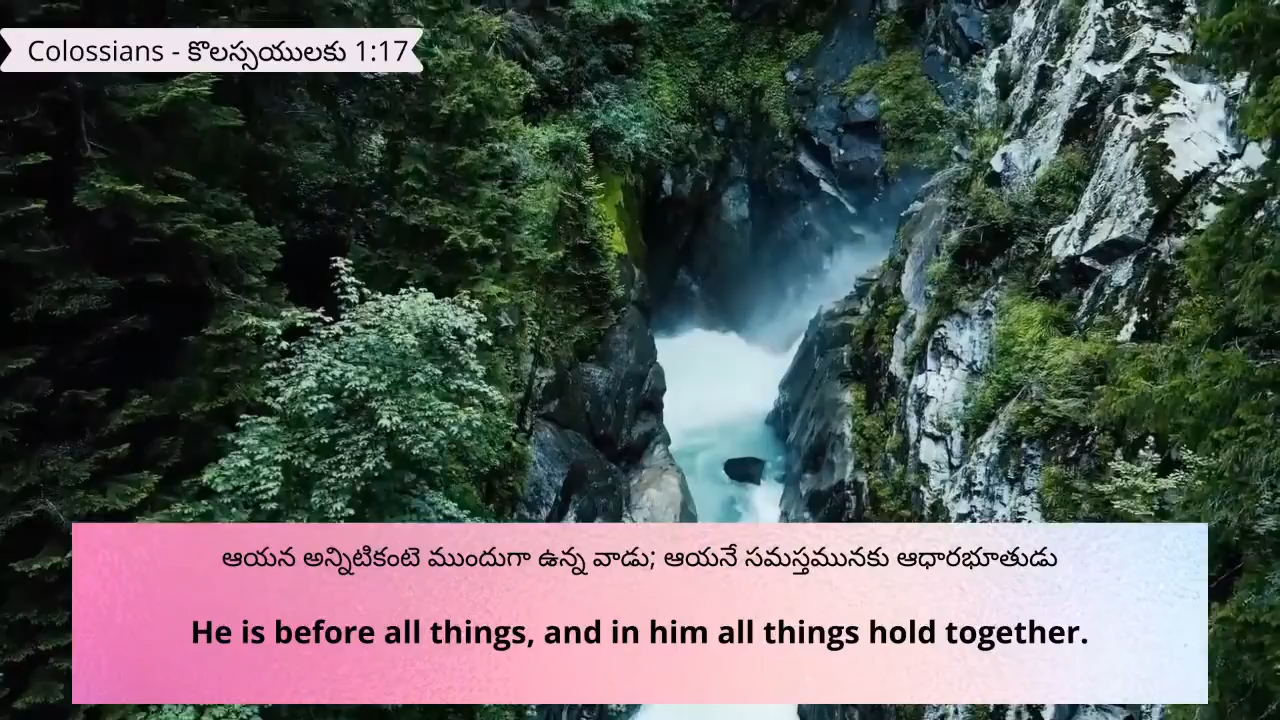 Colossians - కొలస్సయులకు 1:17
ఆయన అన్నిటికంటె ముందుగా ఉన్న వాడు; ఆయనే సమస్తమునకు ఆధారభూతుడు
He is before all things, and in him all things hold together.